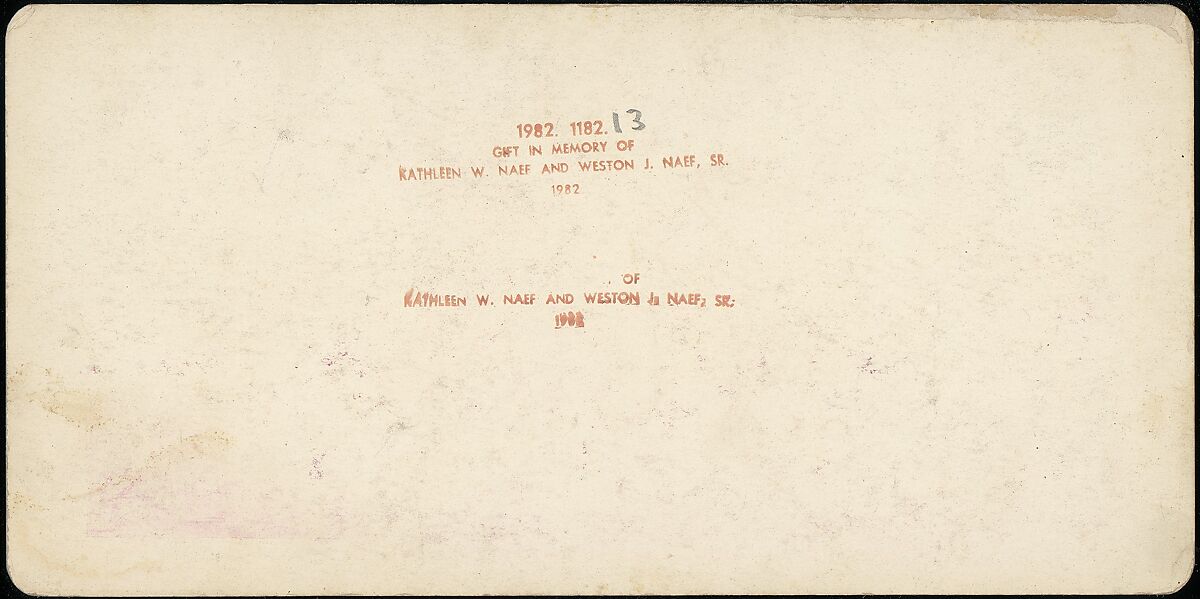 1982. 1182.13
GIFT IN MEMORY OF
KATHLEEN W. NAEF AND WESTON J. NAEF, SR.
1982
OF
KATHLEEN W. NAEF AND WESTON J. NAEF, SR.
1982